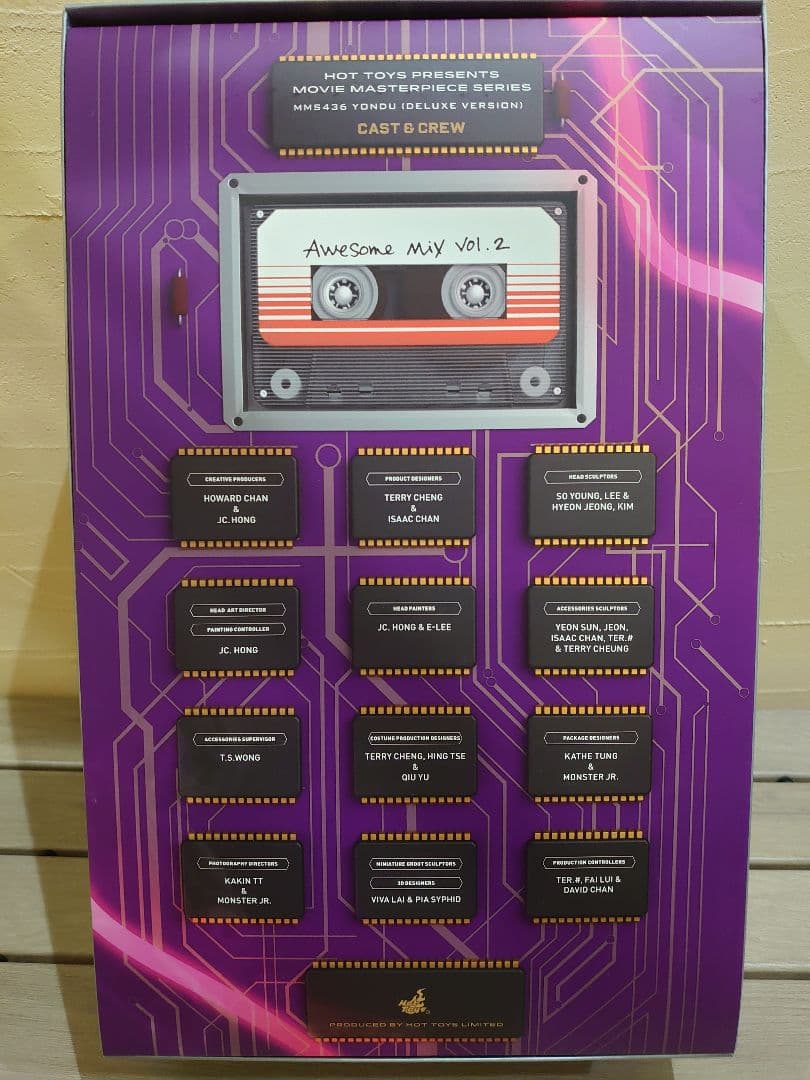 HOT TOYS PRESENTS
MOVIE MASTERPIECE SERIES
MMS436 YONDU (DELUXE VERSION)
CAST & CREW
Awesome Mix Vol.2
CREATIVE PRODUCERS
HOWARD CHAN
&
JC. HONG
PRODUCT DESIGNERS
TERRY CHENG
&
ISAAC CHAN
HEAD SCULPTORS
SO YOUNG, LEE &
HYEON JEONG, KIM
HEAD ART DIRECTOR
PAINTING CONTROLLER
JC. HONG
HEAD PAINTERS
JC. HONG & E-LEE
ACCESSORIES SCULPTORS
YEON SUN, JEON,
ISAAC CHAN, TER.#
& TERRY CHEUNG
ACCESSORIES SUPERVISOR
T.S.WONG
COSTUME PRODUCTION DESIGNERS
TERRY CHENG, HING TSE
&
QIU YU
PACKAGE DESIGNERS
KATHE TUNG
&
MONSTER JR.
PHOTOGRAPHY DIRECTORS
KAKIN TT
&
MONSTER JR.
MINIATURE GROOT SCULPTORS
3D DESIGNERS
VIVA LAI & PIA SYPHID
PRODUCTION CONTROLLERS
TER.#, FAI LUI &
DAVID CHAN
Hot
Toys
PRODUCED BY HOT TOYS LIMITED